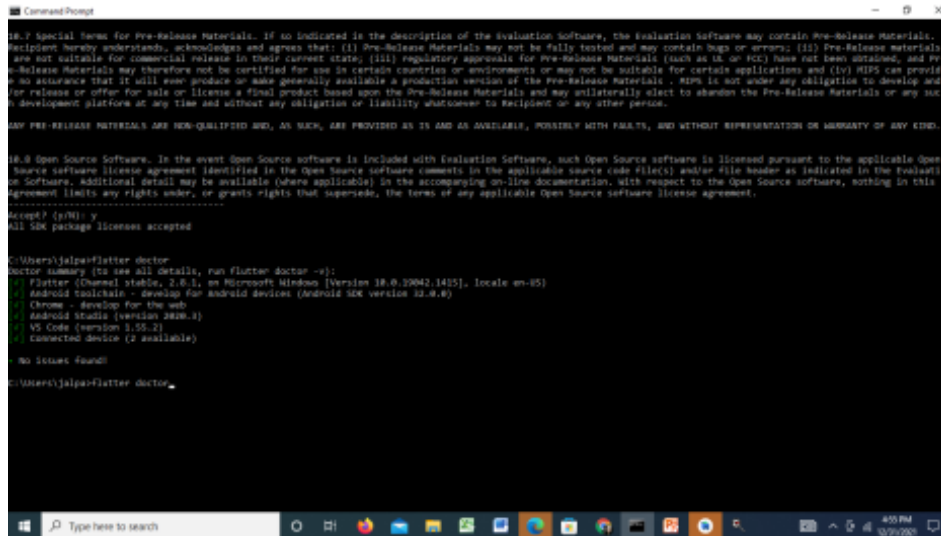 Command Prompt
10.7 Special Terms for Pre-Release Materials. If so indicated in the description of the Evaluation Software, the Evaluation Software may contain Pre-Release Materials.
Recipient hereby understands, acknowledges and agrees that: (i) Pre-Release Materials may not be fully tested and may contain bugs or errors; (ii) Pre-Release materials
are not suitable for commercial release in their current state; (iii) regulatory approvals for Pre-Release Materials (such as UL or FCC) have not been obtained, and Pr
e-Release Materials may therefore not be certified for use in certain countries or environments or may not be suitable for certain applications and (iv) MIPS can provid
e no assurance that it will ever produce or make generally available a production version of the Pre-Release Materials . MIPS is not under any obligation to develop and
/or release or offer for sale or license a final product based upon the Pre-Release Materials and may unilaterally elect to abandon the Pre-Release Materials or any suc
h development platform at any time and without any obligation or liability whatsoever to Recipient or any other person.
ANY PRE-RELEASE MATERIALS ARE NON-QUALIFIED AND, AS SUCH, ARE PROVIDED AS IS AND AS AVAILABLE, POSSIBLY WITH FAULTS, AND WITHOUT REPRESENTATION OR WARRANTY OF ANY KIND.
10.8 Open Source Software. In the event Open Source software is included with Evaluation Software, such Open Source software is licensed pursuant to the applicable Open
Source software license agreement identified in the Open Source software comments in the applicable source code file(s) and/or file header as indicated in the Evaluati
on Software. Additional detail may be available (where applicable) in the accompanying on-line documentation. With respect to the Open Source software, nothing in this
Agreement limits any rights under, or grants rights that supersede, the terms of any applicable Open Source software license agreement.
---------------------------------------
Accept? (y/N): y
All SDK package licenses accepted
C:\Users\jalpa>flutter doctor
Doctor summary (to see all details, run flutter doctor -v):
[√] Flutter (Channel stable, 2.8.1, on Microsoft Windows [Version 10.0.19042.1415], locale en-US)
[√] Android toolchain - develop for Android devices (Android SDK version 32.0.0)
[√] Chrome - develop for the web
[√] Android Studio (version 2020.3)
[√] VS Code (version 1.55.2)
[√] Connected device (2 available)
• No issues found!
C:\Users\jalpa>flutter doctor_
Type here to search
4:55 PM
12/31/2021